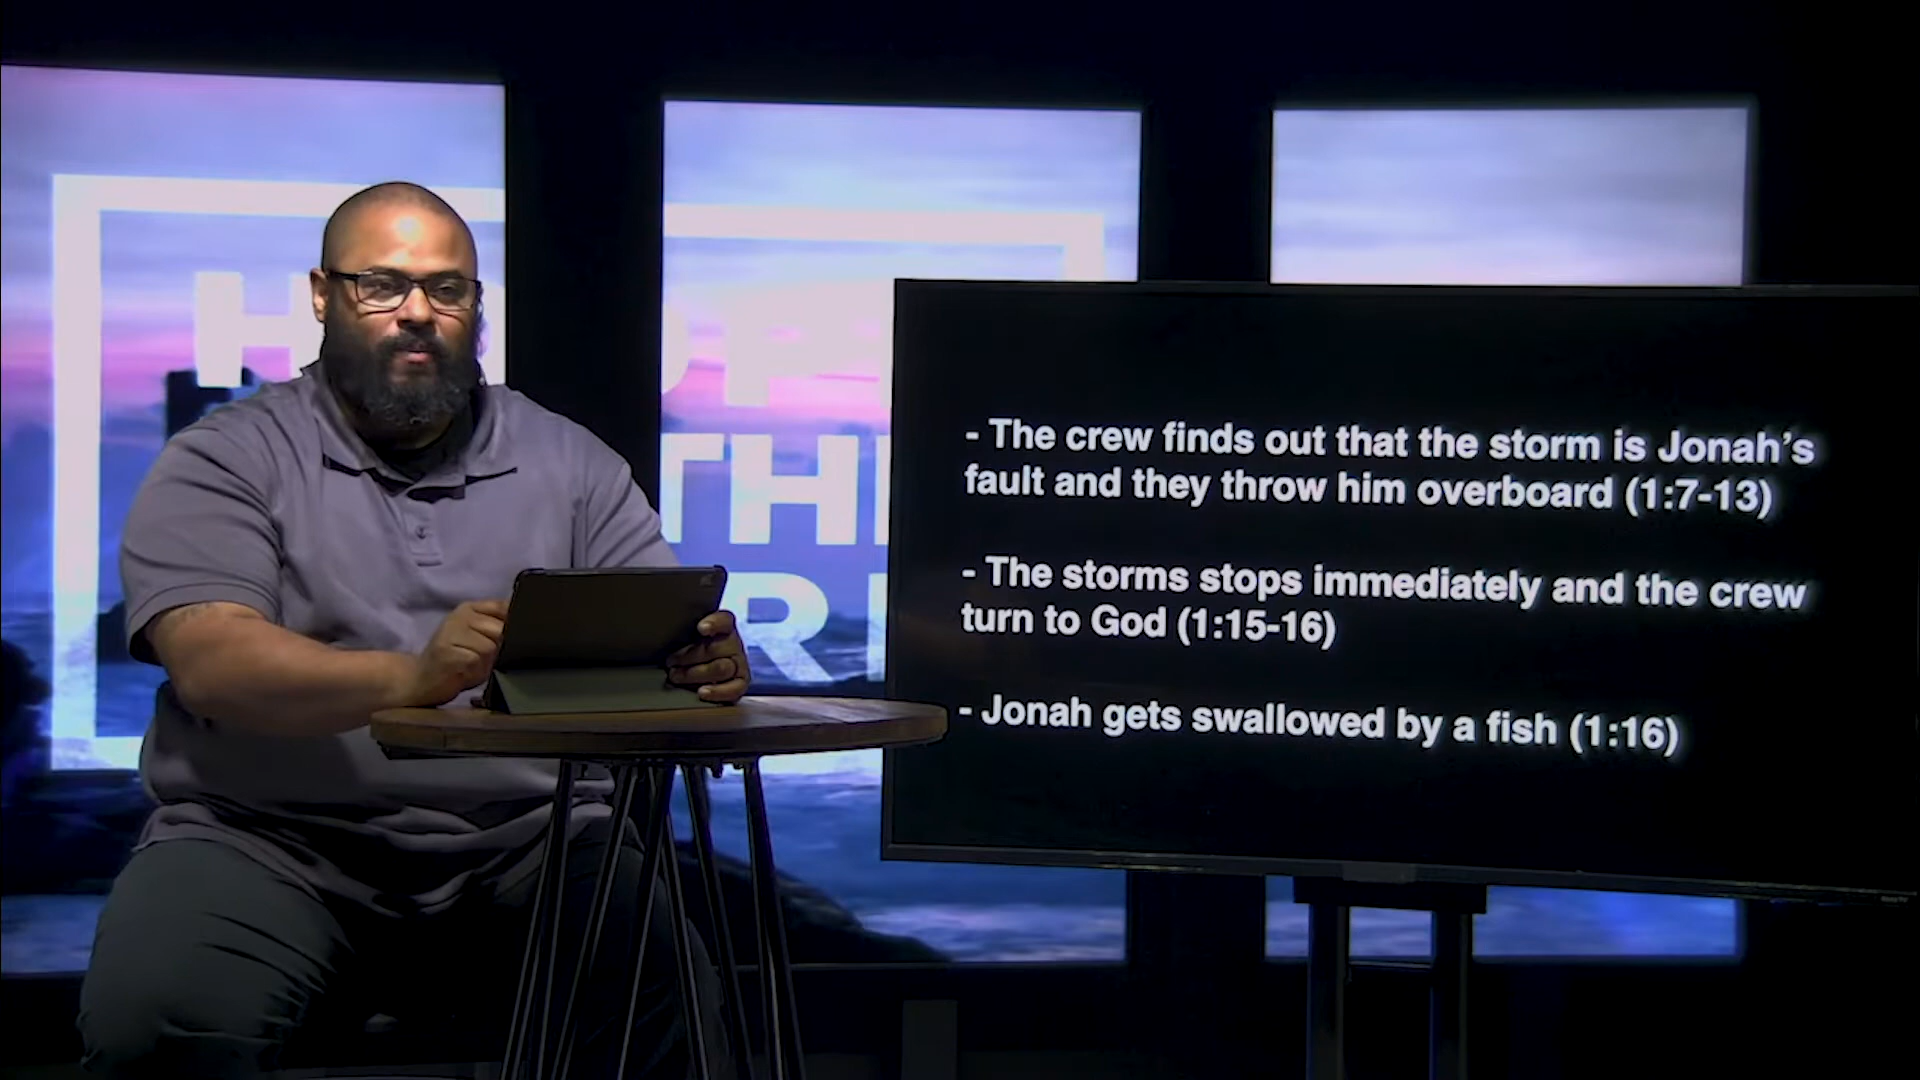 - The crew finds out that the storm is Jonah’s
fault and they throw him overboard (1:7-13)
- The storms stops immediately and the crew
turn to God (1:15-16)
- Jonah gets swallowed by a fish (1:16)